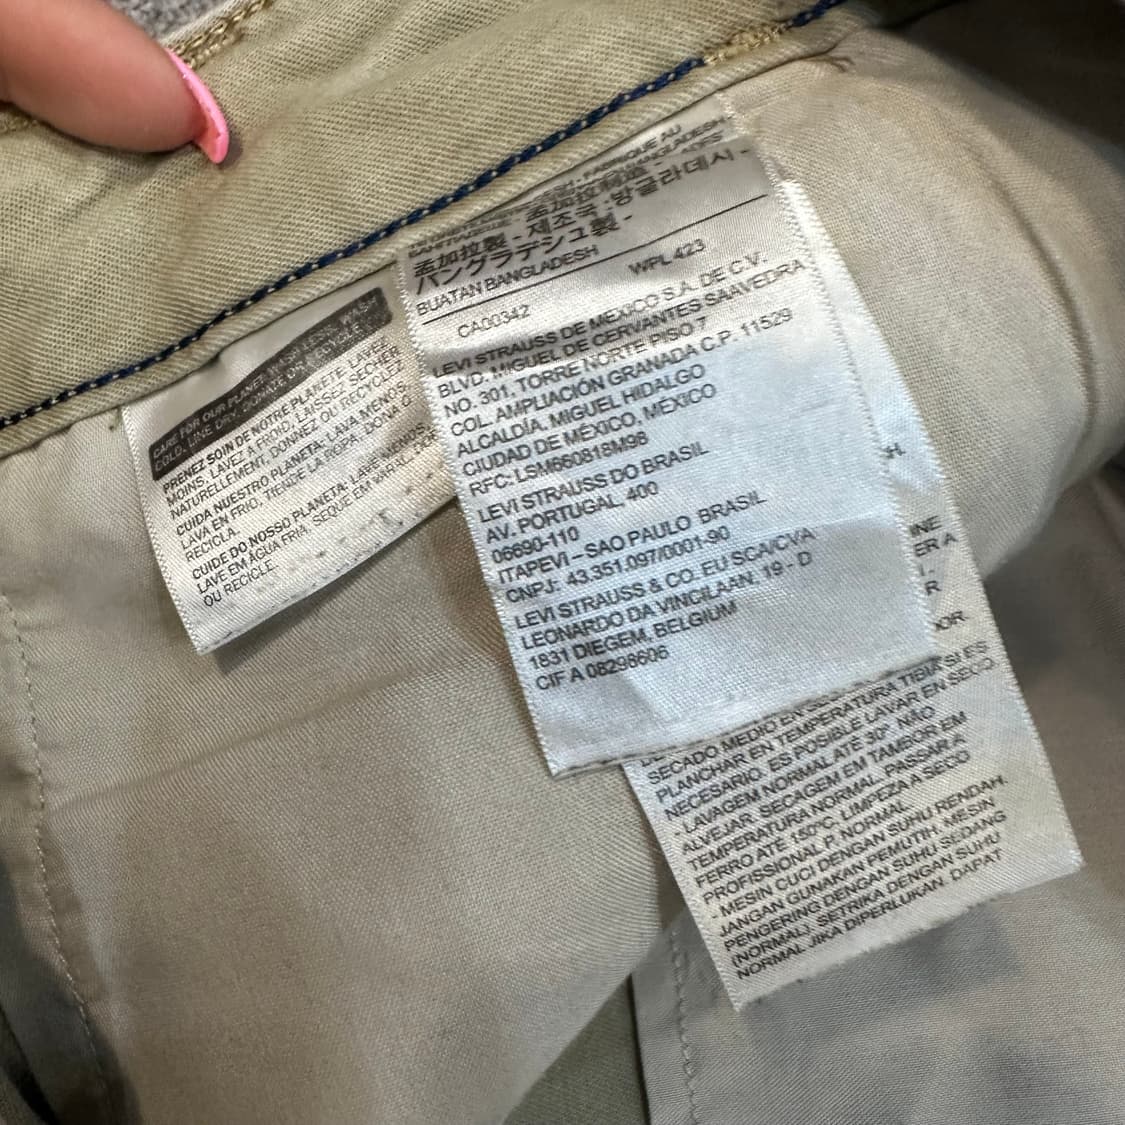 CARE FOR OUR PLANET: WASH LESS, WASH
COLD, LINE DRY, DONATE OR RECYCLE.
PRENEZ SOIN DE NOTRE PLANÈTE: LAVEZ
MOINS, LAVEZ À FROID, LAISSEZ SÉCHER
NATURELLEMENT, DONNEZ OU RECYCLEZ.
CUIDA NUESTRO PLANETA: LAVA MENOS,
LAVA EN FRIO, TIENDE LA ROPA, DONA O
RECICLA.
CUIDE DO NOSSO PLANETA: LAVE MENOS,
LAVE EM ÁGUA FRIA, SEQUE EM VARAL,
OU RECICLE.
FABRIQUÉ AU
BANGLADESH
孟加拉制造 -
孟加拉製 - 제조국 : 방글라데시 -
バングラデシュ製 -
BUATAN BANGLADESH
CA00342 WPL 423
LEVI STRAUSS DE MEXICO S.A. DE C.V.
BLVD. MIGUEL DE CERVANTES SAAVEDRA
NO. 301, TORRE NORTE PISO 7
COL. AMPLIACIÓN GRANADA C.P. 11529
ALCALDÍA, MIGUEL HIDALGO
CIUDAD DE MÉXICO, MÉXICO
RFC: LSM660818M98
LEVI STRAUSS DO BRASIL
AV. PORTUGAL, 400
06690-110
ITAPEVI – SAO PAULO BRASIL
CNPJ: 43.351.097/0001-90
LEVI STRAUSS & CO. EU SCA/CVA
LEONARDO DA VINCILAAN, 19 - D
1831 DIEGEM, BELGIUM
CIF A 08298606
SECADO MEDIO EN
PLANCHAR EN TEMPERATURA TIBIA SI ES
NECESARIO. ES POSIBLE LAVAR EN SECO
- LAVAGEM NORMAL ATÉ 30° NÃO
ALVEJAR. SECAGEM EM TAMBOR EM
TEMPERATURA NORMAL. PASSAR A
FERRO ATÉ 150°C. LIMPEZA A SECO
PROFISSIONAL P. NORMAL.
- MESIN CUCI DENGAN SUHU RENDAH.
JANGAN GUNAKAN PEMUTIH. MESIN
PENGERING DENGAN SUHU SEDANG
(NORMAL). SETRIKA DENGAN SUHU
NORMAL JIKA DIPERLUKAN. DAPAT